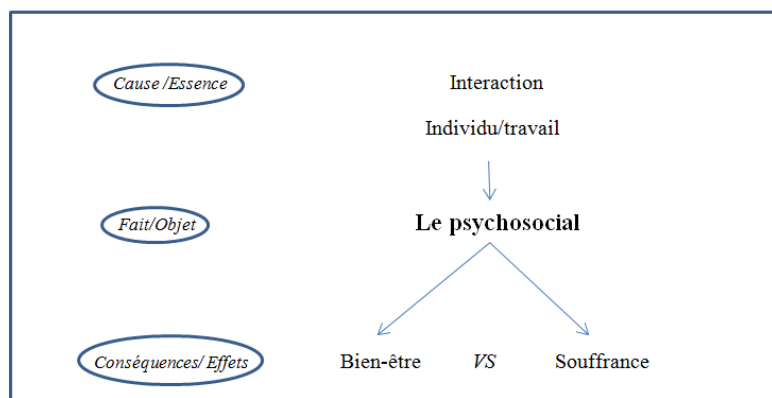 Cause /Essence Interaction
Individu/travail
Fait/Objet Le psychosocial
Conséquences/ Effets Bien-être VS Souffrance